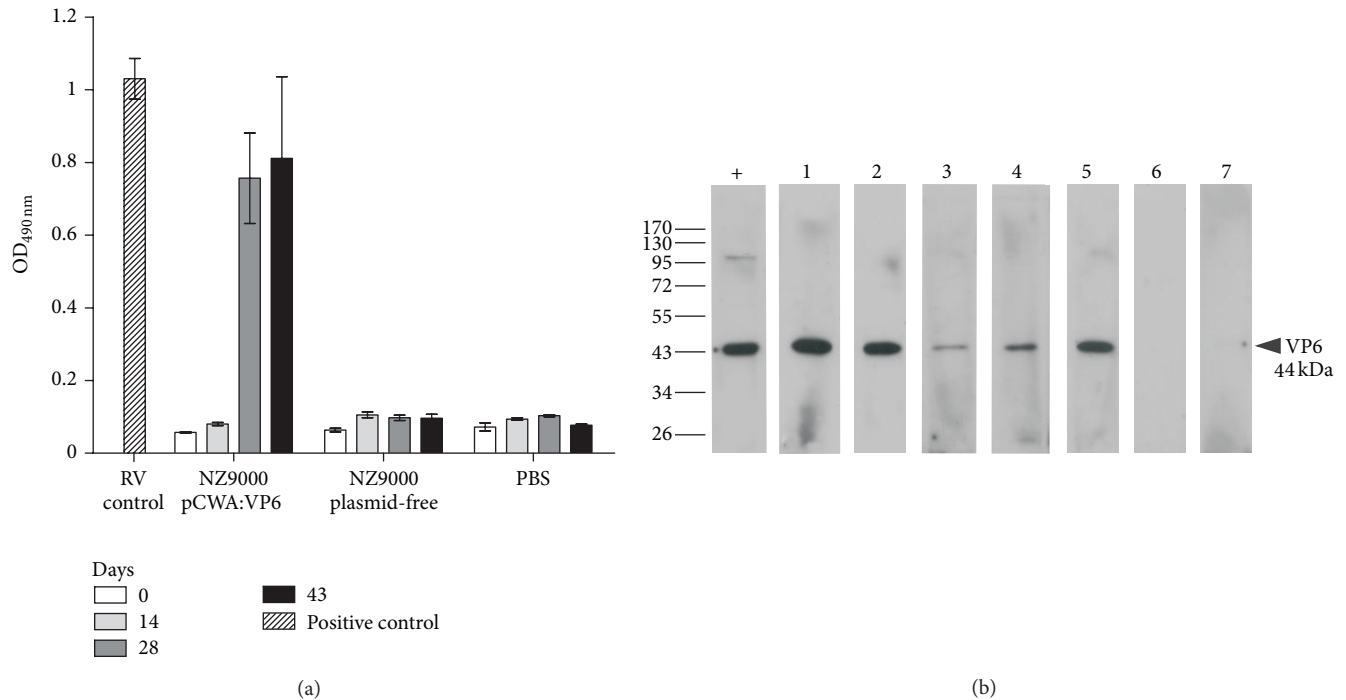 1.2
1
0.8
0.6
0.4
0.2
0
OD490 nm
RV
control
NZ9000
pCWA:VP6
NZ9000
plasmid-free
PBS
Days
0
14
28
43
Positive control
(a)
+ 1 2 3 4 5 6 7
170
130
95
72
55
43
34
26
VP6
44 kDa
(b)